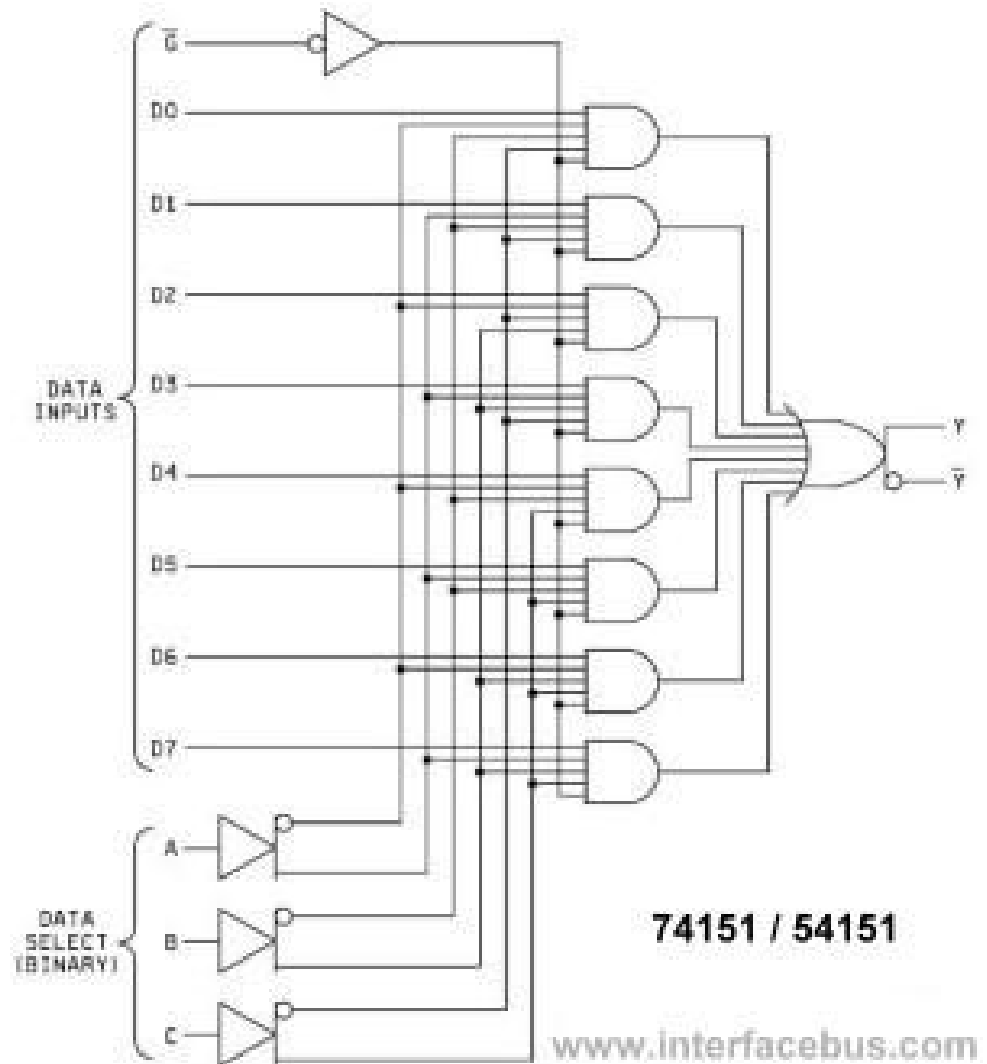 G̅
D0
D1
D2
DATA
INPUTS
D3
D4
D5
D6
D7
Y
Y̅
A
DATA
SELECT
(BINARY)
B
C
74151 / 54151
www.interfacebus.com